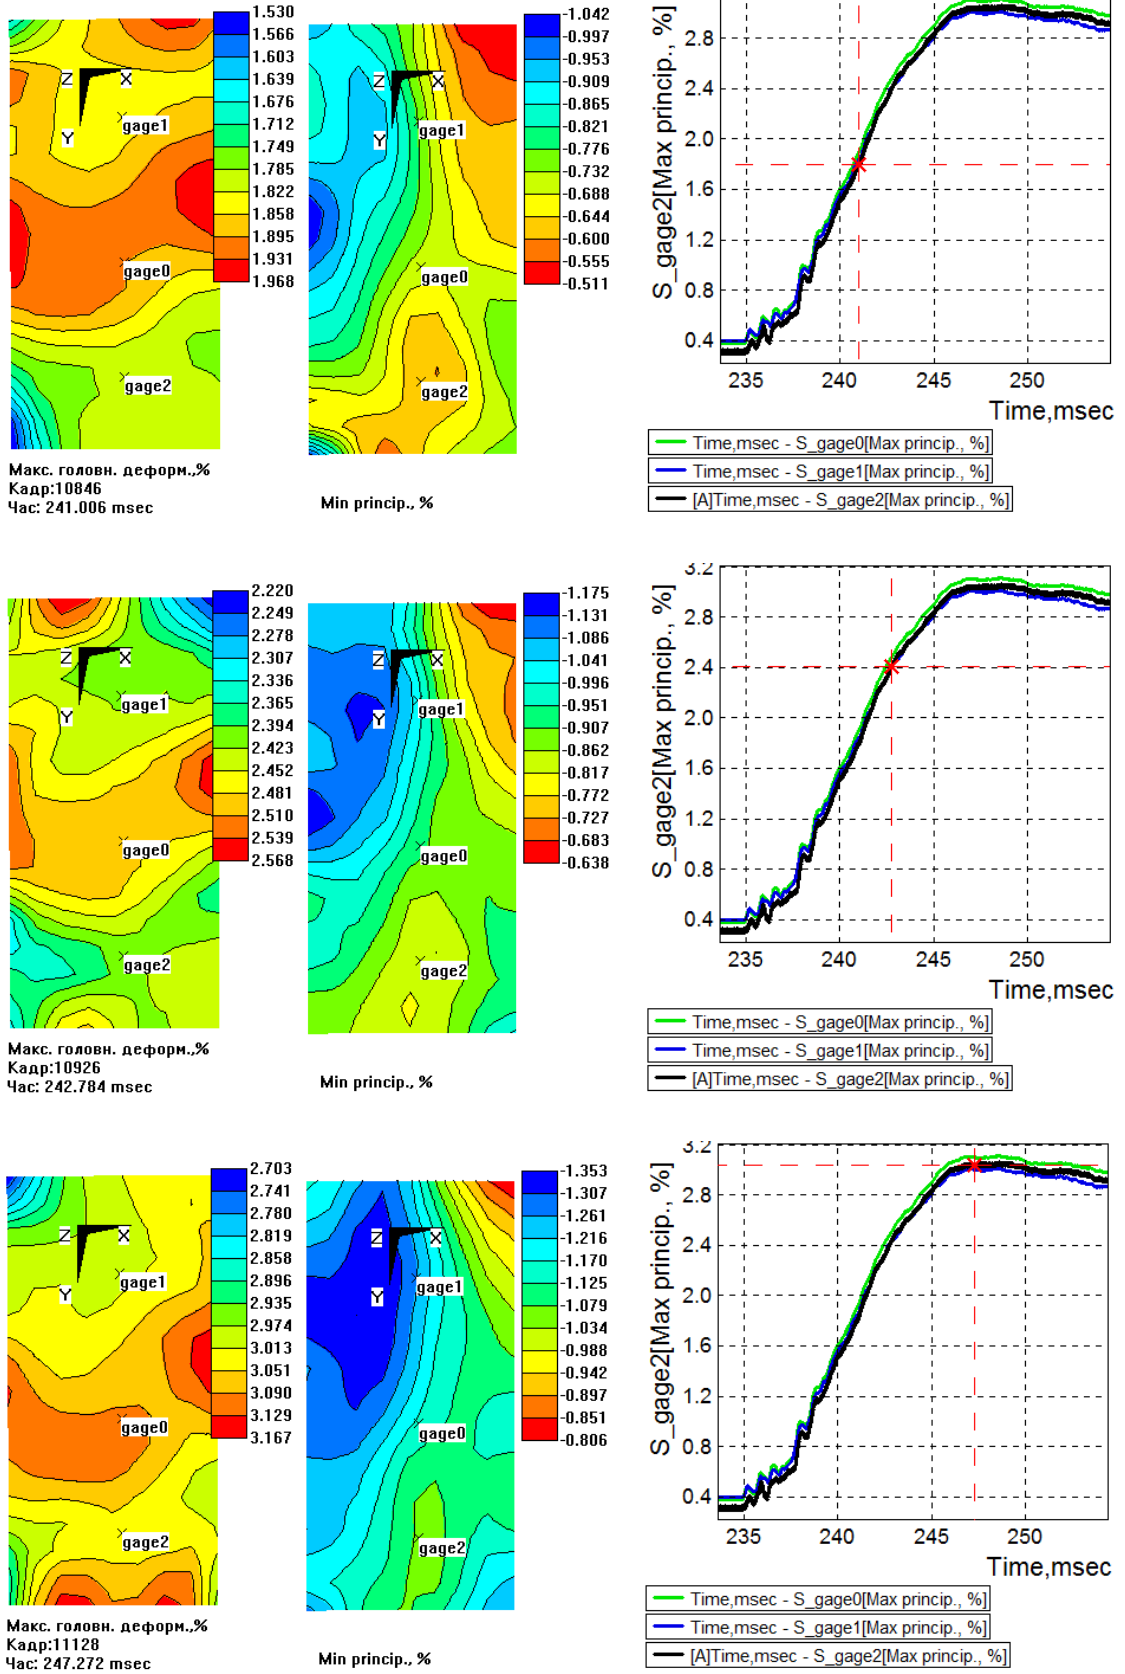 1.530
1.566
1.603
1.639
1.676
1.712
1.749
1.785
1.822
1.858
1.895
1.931
1.968
Z X
Y
gage1
gage0
gage2
Макс. головн. деформ.,%
Кадр:10846
Час: 241.006 msec
-1.042
-0.997
-0.953
-0.909
-0.865
-0.821
-0.776
-0.732
-0.688
-0.644
-0.600
-0.555
-0.511
Z X
Y
gage1
gage0
gage2
Min princip., %
S_gage2[Max princip., %]
2.8
2.4
2.0
1.6
1.2
0.8
0.4
235 240 245 250
Time,msec
Time,msec - S_gage0[Max princip., %]
Time,msec - S_gage1[Max princip., %]
[A]Time,msec - S_gage2[Max princip., %]
2.220
2.249
2.278
2.307
2.336
2.365
2.394
2.423
2.452
2.481
2.510
2.539
2.568
Z X
Y
gage1
gage0
gage2
Макс. головн. деформ.,%
Кадр:10926
Час: 242.784 msec
-1.175
-1.131
-1.086
-1.041
-0.996
-0.951
-0.907
-0.862
-0.817
-0.772
-0.727
-0.683
-0.638
Z X
Y
gage1
gage0
gage2
Min princip., %
S_gage2[Max princip., %]
3.2
2.8
2.4
2.0
1.6
1.2
0.8
0.4
235 240 245 250
Time,msec
Time,msec - S_gage0[Max princip., %]
Time,msec - S_gage1[Max princip., %]
[A]Time,msec - S_gage2[Max princip., %]
2.703
2.741
2.780
2.819
2.858
2.896
2.935
2.974
3.013
3.051
3.090
3.129
3.167
Z X
Y
gage1
gage0
gage2
Макс. головн. деформ.,%
Кадр:11128
Час: 247.272 msec
-1.353
-1.307
-1.261
-1.216
-1.170
-1.125
-1.079
-1.034
-0.988
-0.942
-0.897
-0.851
-0.806
Z X
Y
gage1
gage0
gage2
Min princip., %
S_gage2[Max princip., %]
3.2
2.8
2.4
2.0
1.6
1.2
0.8
0.4
235 240 245 250
Time,msec
Time,msec - S_gage0[Max princip., %]
Time,msec - S_gage1[Max princip., %]
[A]Time,msec - S_gage2[Max princip., %]